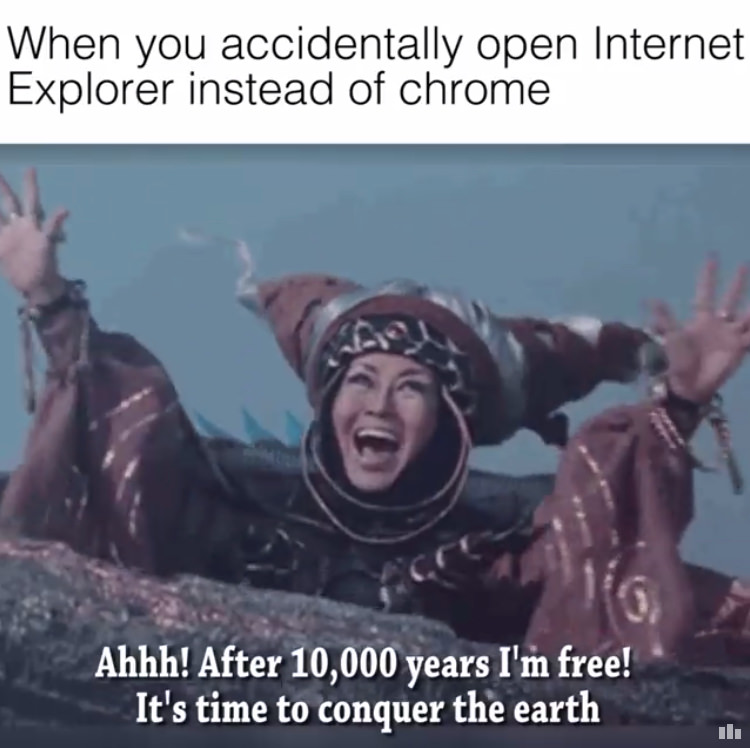 When you accidentally open Internet
Explorer instead of chrome
Ahhh! After 10,000 years I'm free!
It's time to conquer the earth